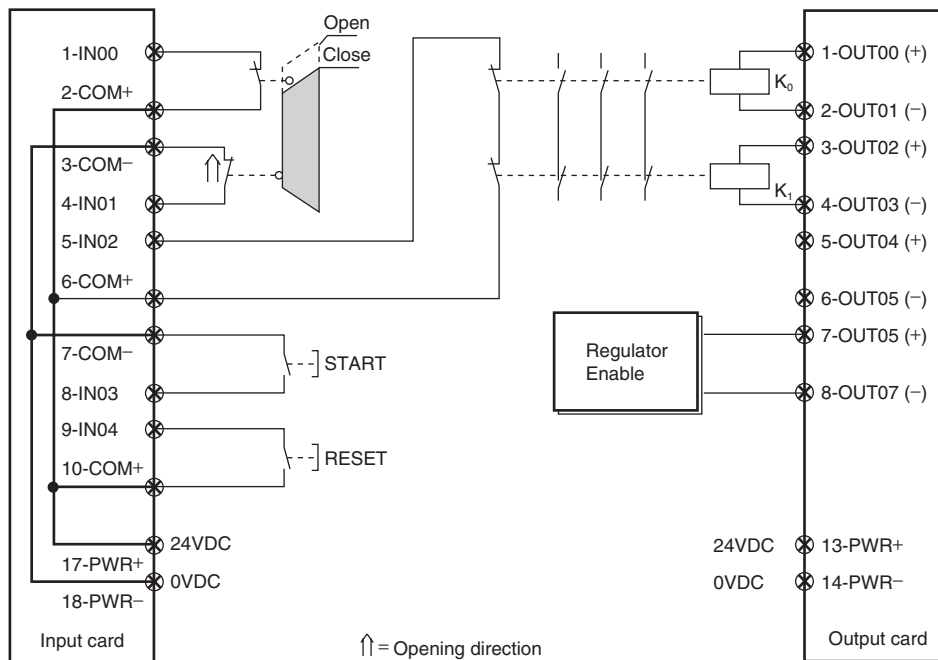 Open
Close
1-IN00
2-COM+
3-COM−
4-IN01
5-IN02
6-COM+
7-COM−
8-IN03
9-IN04
10-COM+
17-PWR+
18-PWR−
24VDC
0VDC
Input card
START
RESET
⇑ = Opening direction
K0
K1
Regulator
Enable
1-OUT00 (+)
2-OUT01 (−)
3-OUT02 (+)
4-OUT03 (−)
5-OUT04 (+)
6-OUT05 (−)
7-OUT05 (+)
8-OUT07 (−)
24VDC 13-PWR+
0VDC 14-PWR−
Output card